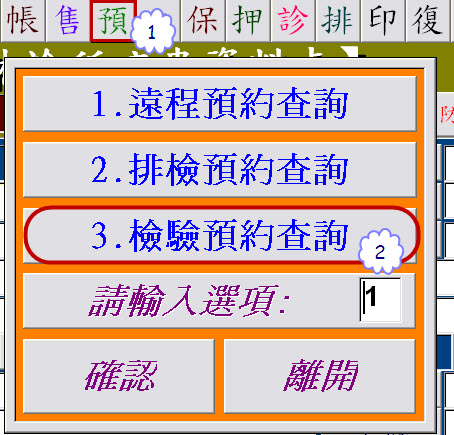 帳 售 預 保 押 診 排 印 復
1
1.遠程預約查詢
2.排檢預約查詢
3.檢驗預約查詢
2
請輸入選項: 1
確認 離開